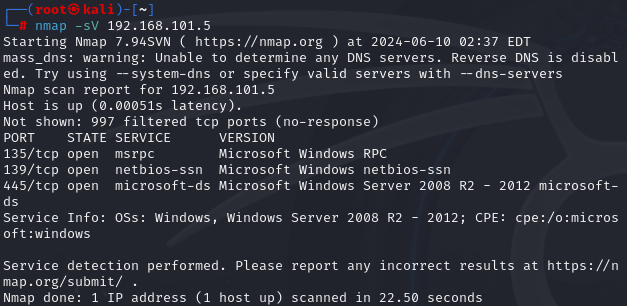 ┌──(root㉿kali)-[~]
└─# nmap -sV 192.168.101.5
Starting Nmap 7.94SVN ( https://nmap.org ) at 2024-06-10 02:37 EDT
mass_dns: warning: Unable to determine any DNS servers. Reverse DNS is disabl
ed. Try using --system-dns or specify valid servers with --dns-servers
Nmap scan report for 192.168.101.5
Host is up (0.00051s latency).
Not shown: 997 filtered tcp ports (no-response)
PORT    STATE SERVICE      VERSION
135/tcp open  msrpc        Microsoft Windows RPC
139/tcp open  netbios-ssn  Microsoft Windows netbios-ssn
445/tcp open  microsoft-ds Microsoft Windows Server 2008 R2 - 2012 microsoft-
ds
Service Info: OSs: Windows, Windows Server 2008 R2 - 2012; CPE: cpe:/o:micros
oft:windows

Service detection performed. Please report any incorrect results at https://n
map.org/submit/ .
Nmap done: 1 IP address (1 host up) scanned in 22.50 seconds